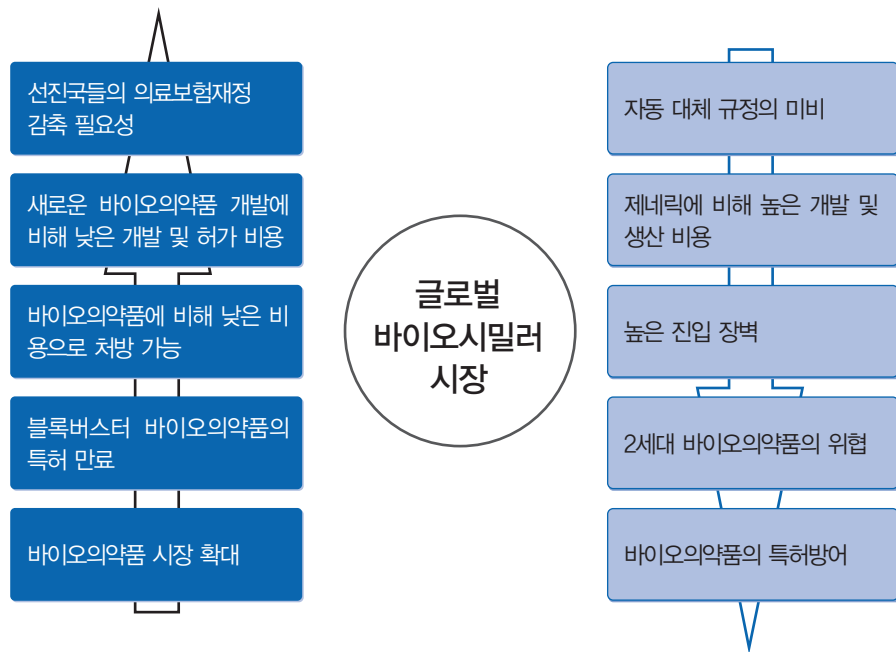 선진국들의 의료보험재정
감축 필요성
새로운 바이오의약품 개발에
비해 낮은 개발 및 허가 비용
바이오의약품에 비해 낮은 비
용으로 처방 가능
블록버스터 바이오의약품의
특허 만료
바이오의약품 시장 확대
글로벌
바이오시밀러
시장
자동 대체 규정의 미비
제네릭에 비해 높은 개발 및
생산 비용
높은 진입 장벽
2세대 바이오의약품의 위협
바이오의약품의 특허방어